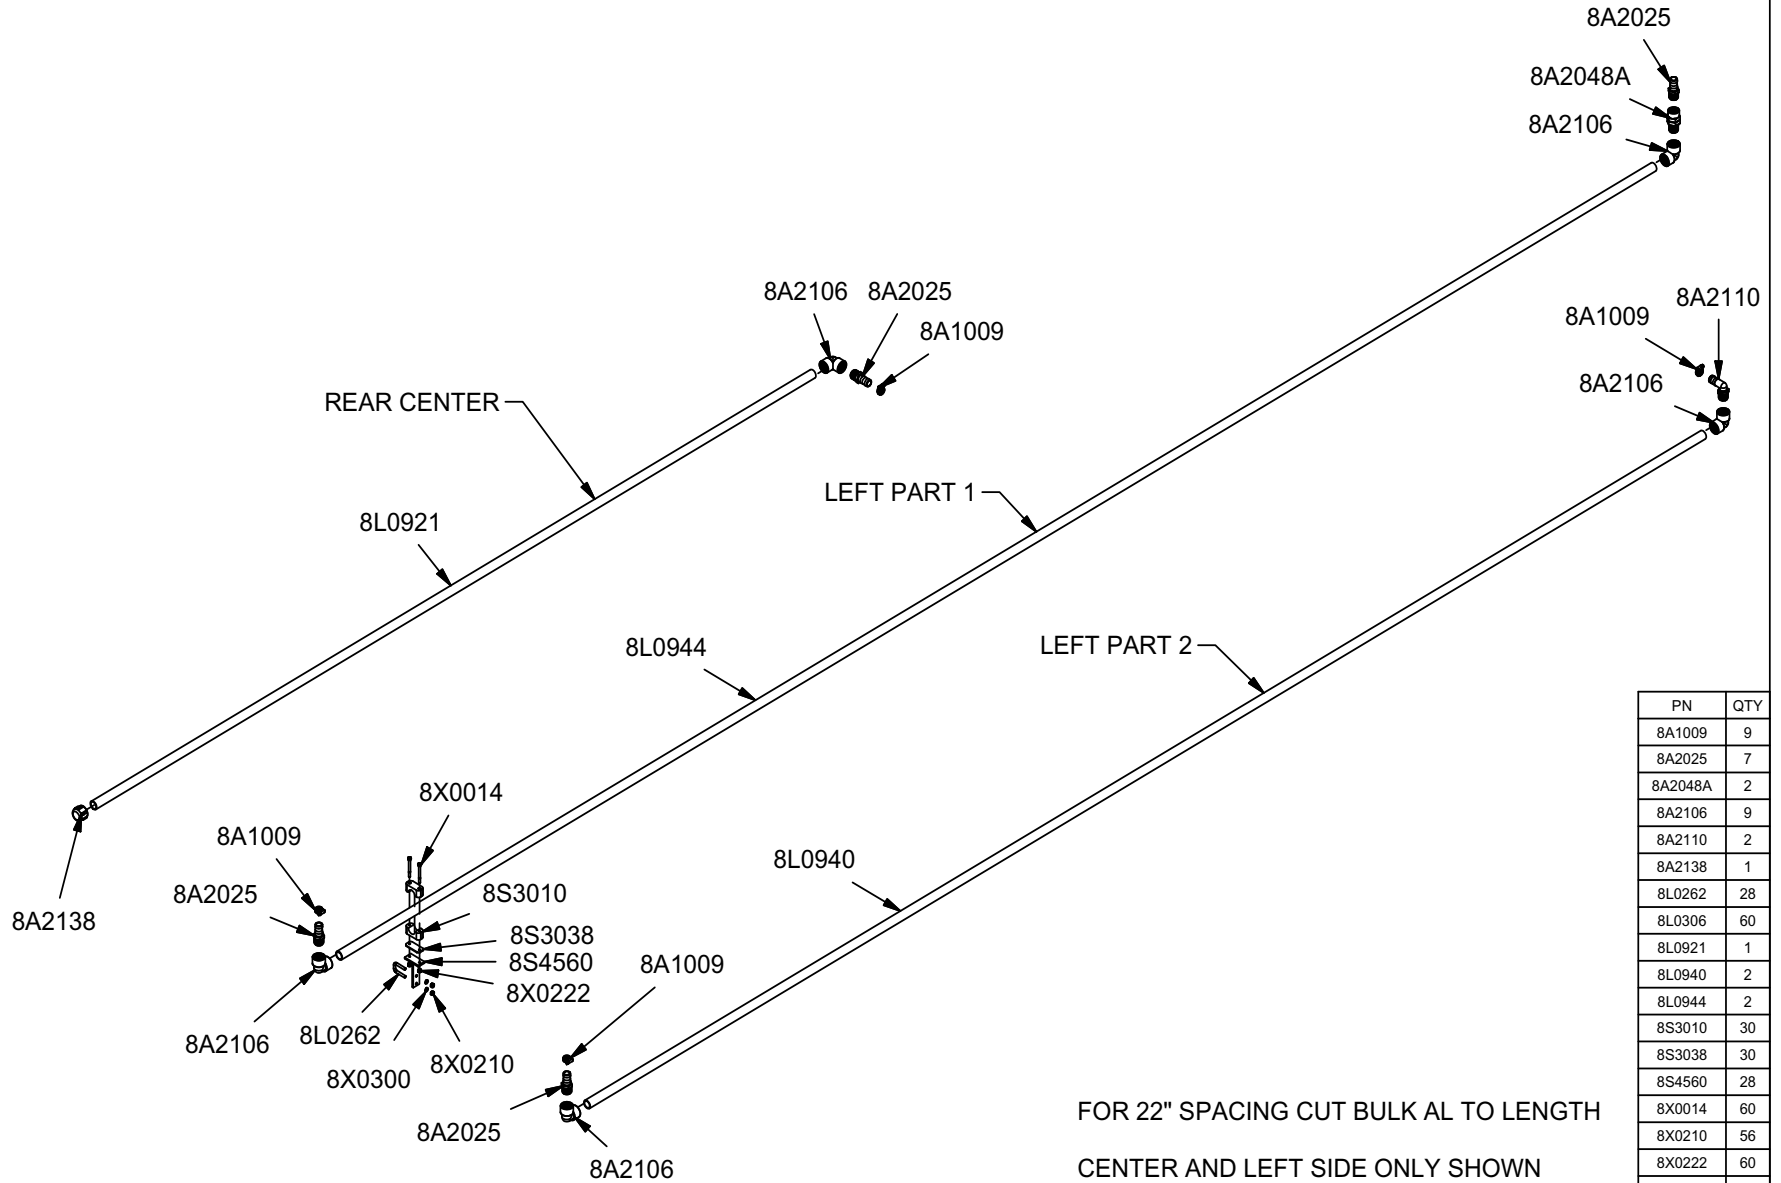 8A2025
8A2048A
8A2106
8A2106 8A2025
8A1009
8A1009
8A2110
8A2106
REAR CENTER
LEFT PART 1
8L0921
8L0944
LEFT PART 2
8X0014
8A1009
8A2025
8A2138
8L0940
8S3010
8S3038
8S4560
8X0222
8A1009
8A2106
8L0262
8X0300
8X0210
8A2025
8A2106
FOR 22" SPACING CUT BULK AL TO LENGTH
CENTER AND LEFT SIDE ONLY SHOWN
PN QTY
8A1009 9
8A2025 7
8A2048A 2
8A2106 9
8A2110 2
8A2138 1
8L0262 28
8L0306 60
8L0921 1
8L0940 2
8L0944 2
8S3010 30
8S3038 30
8S4560 28
8X0014 60
8X0210 56
8X0222 60